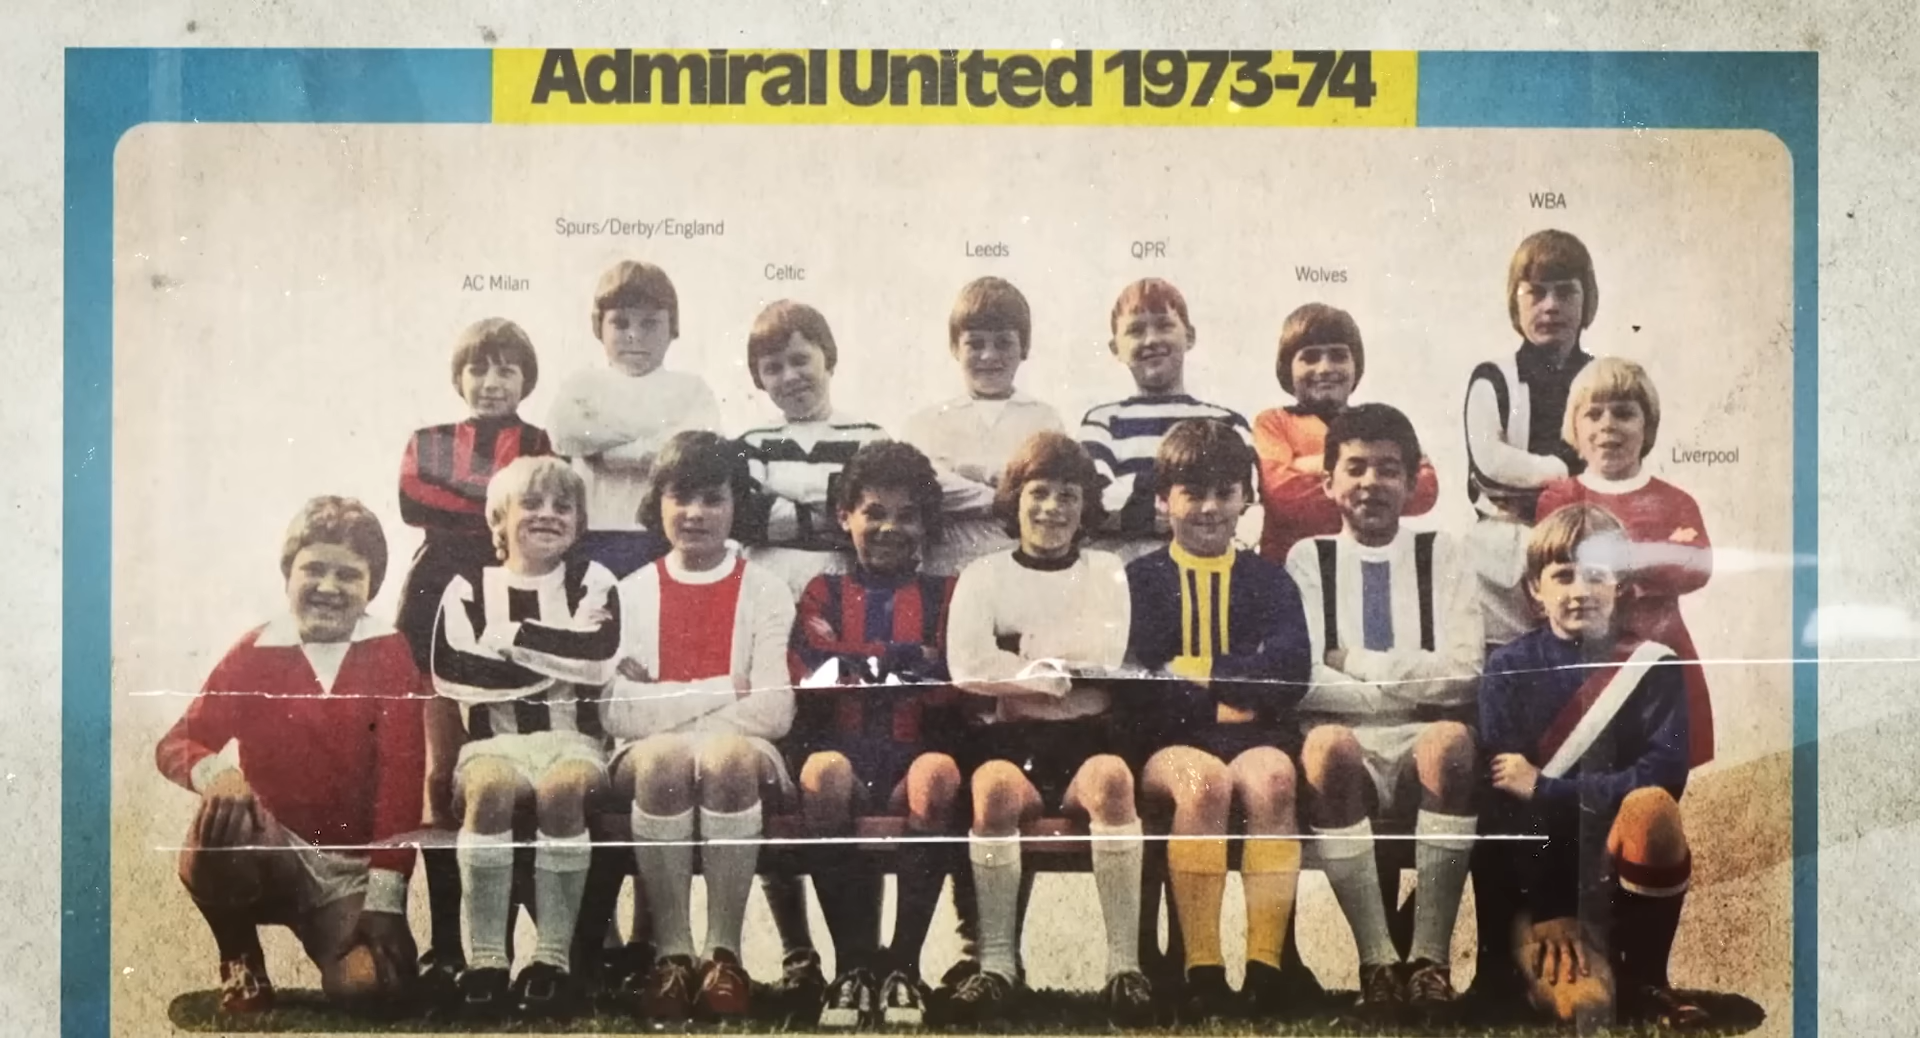 Admiral United 1973-74
WBA
Spurs/Derby/England
Leeds
QPR
Celtic
Wolves
AC Milan
Liverpool